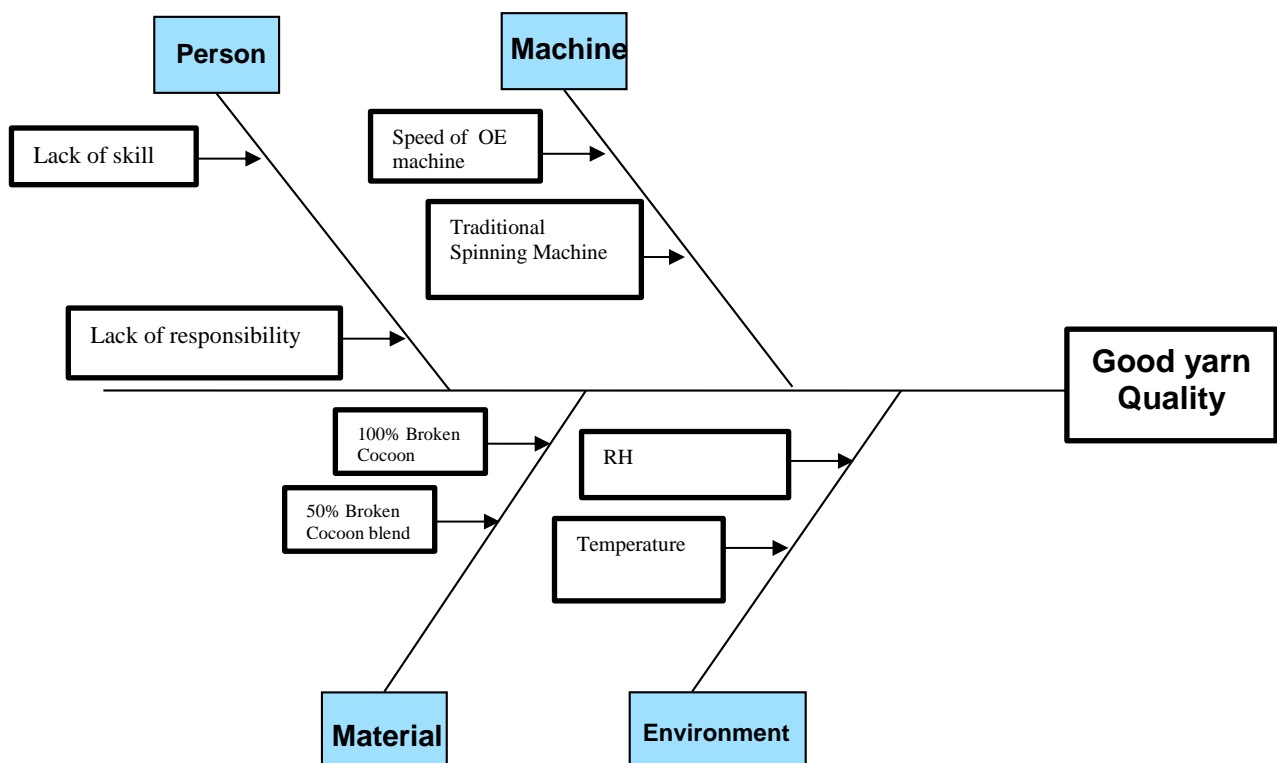 Person
Machine
Speed of OE
machine
Lack of skill
Traditional
Spinning Machine
Lack of responsibility
Good yarn
Quality
100% Broken
Cocoon
RH
50% Broken
Cocoon blend
Temperature
Material
Environment